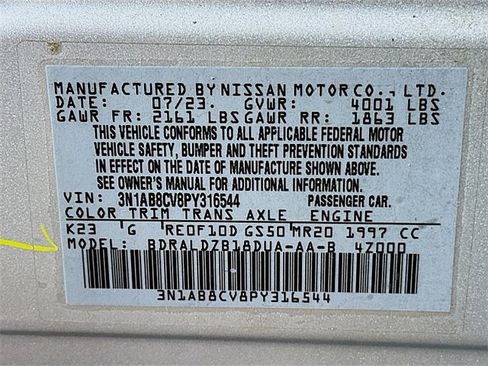 MANUFACTURED BY NISSAN MOTOR CO., LTD.
DATE: 07/23. GVWR: 4001 LBS
GAWR FR: 2161 LBS GAWR RR: 1863 LBS
THIS VEHICLE CONFORMS TO ALL APPLICABLE FEDERAL MOTOR
VEHICLE SAFETY, BUMPER AND THEFT PREVENTION STANDARDS
IN EFFECT ON THE DATE OF MANUFACTURE SHOWN ABOVE.
SEE OWNER'S MANUAL FOR ADDITIONAL INFORMATION.
VIN: 3N1AB8CV8PY316544 PASSENGER CAR.
COLOR TRIM TRANS AXLE ENGINE
K23 G RE0F10D GS50 MR20 1997 CC
MODEL: BDRALDZB18DUA-AA-B 4Z000
3N1AB8CV8PY316544